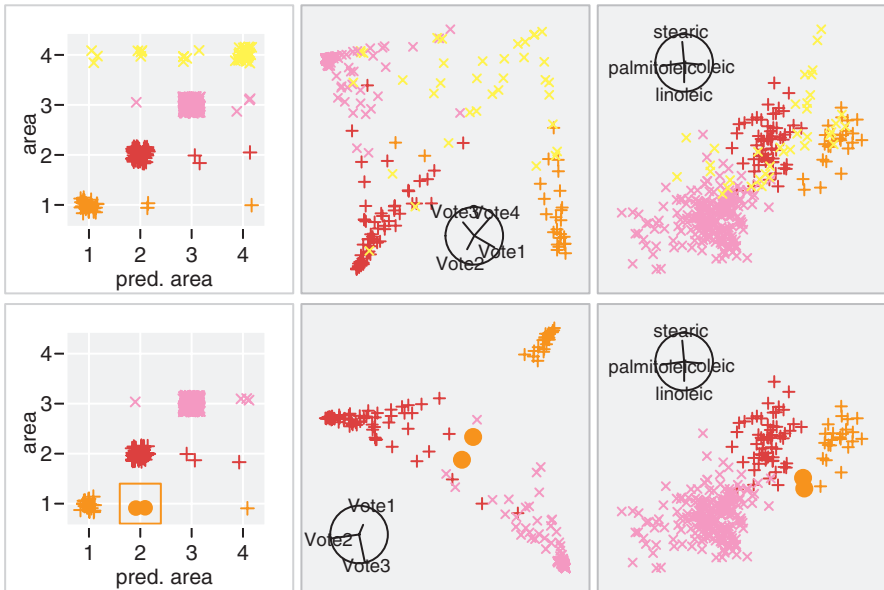 4
3
2
1
area
1 2 3 4
pred. area
Vote3
Vote4
Vote1
Vote2
stearic
palmitoleic
oleic
linoleic
4
3
2
1
area
1 2 3 4
pred. area
Vote1
Vote2
Vote3
stearic
palmitoleic
oleic
linoleic